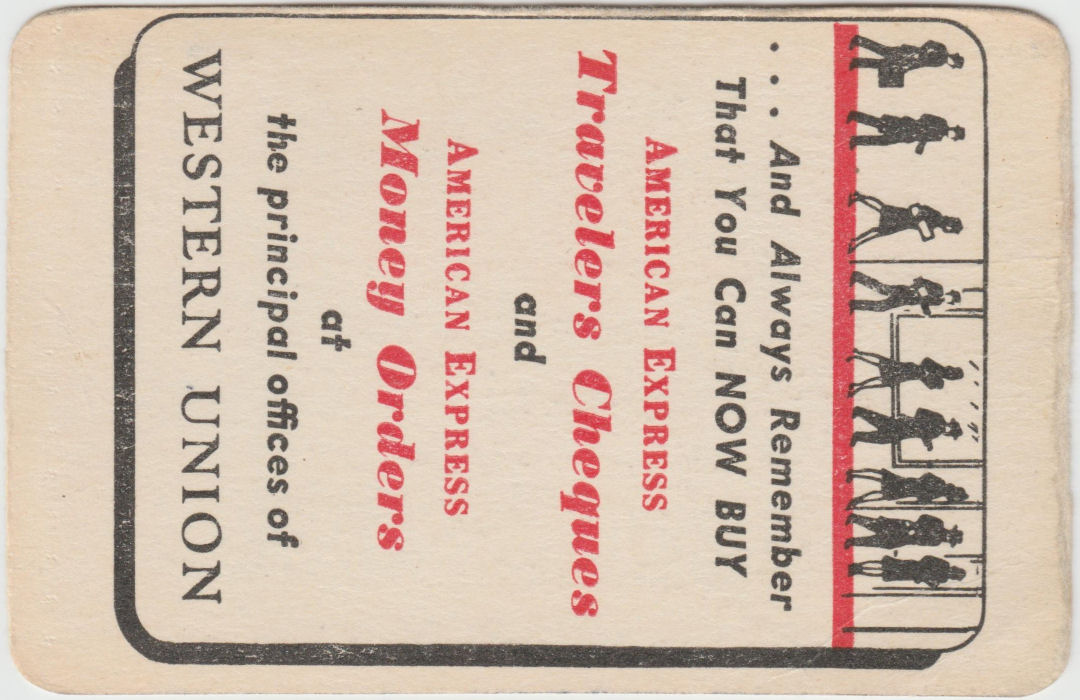 . . . And Always Remember
That You Can NOW BUY
AMERICAN EXPRESS
Travelers Cheques
and
AMERICAN EXPRESS
Money Orders
at
the principal offices of
WESTERN UNION